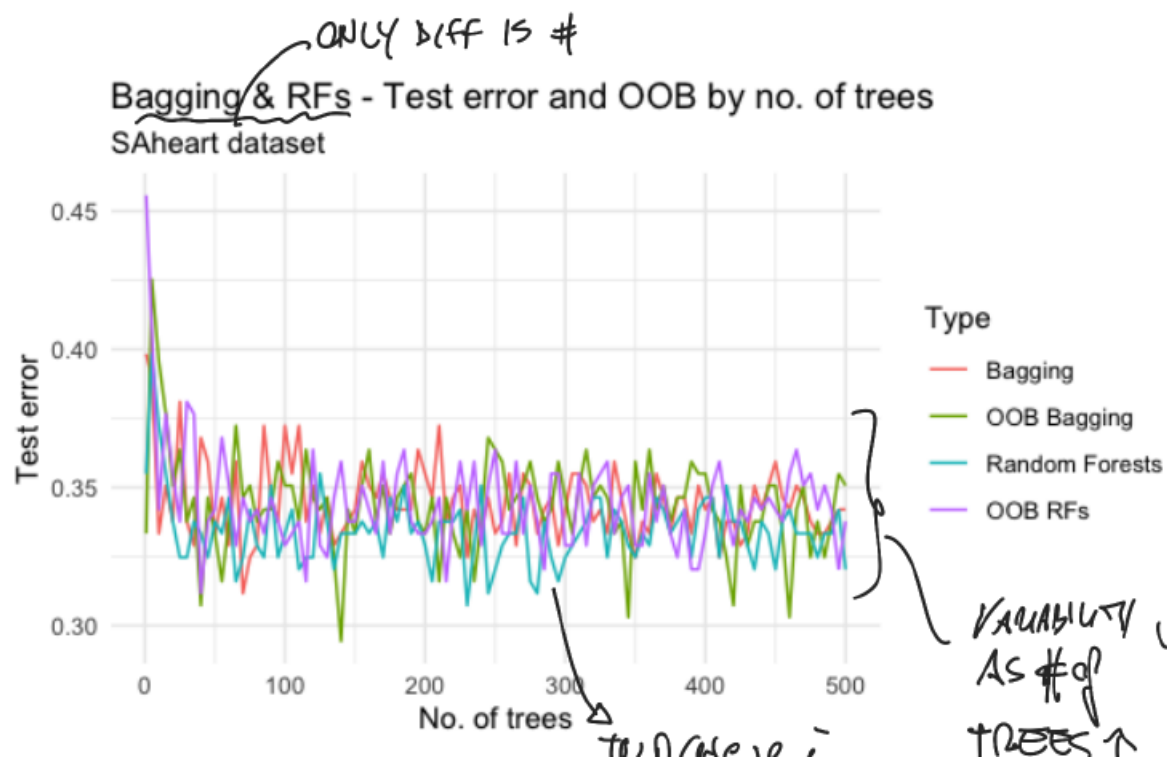 ONLY DIFF IS #
Bagging & RFs - Test error and OOB by no. of trees
SAheart dataset
0.45
0.40
0.35
0.30
Test error
0 100 200 300 400 500
No. of trees
Type
Bagging
OOB Bagging
Random Forests
OOB RFs
VARIABILITY
AS # of
TREES ↑